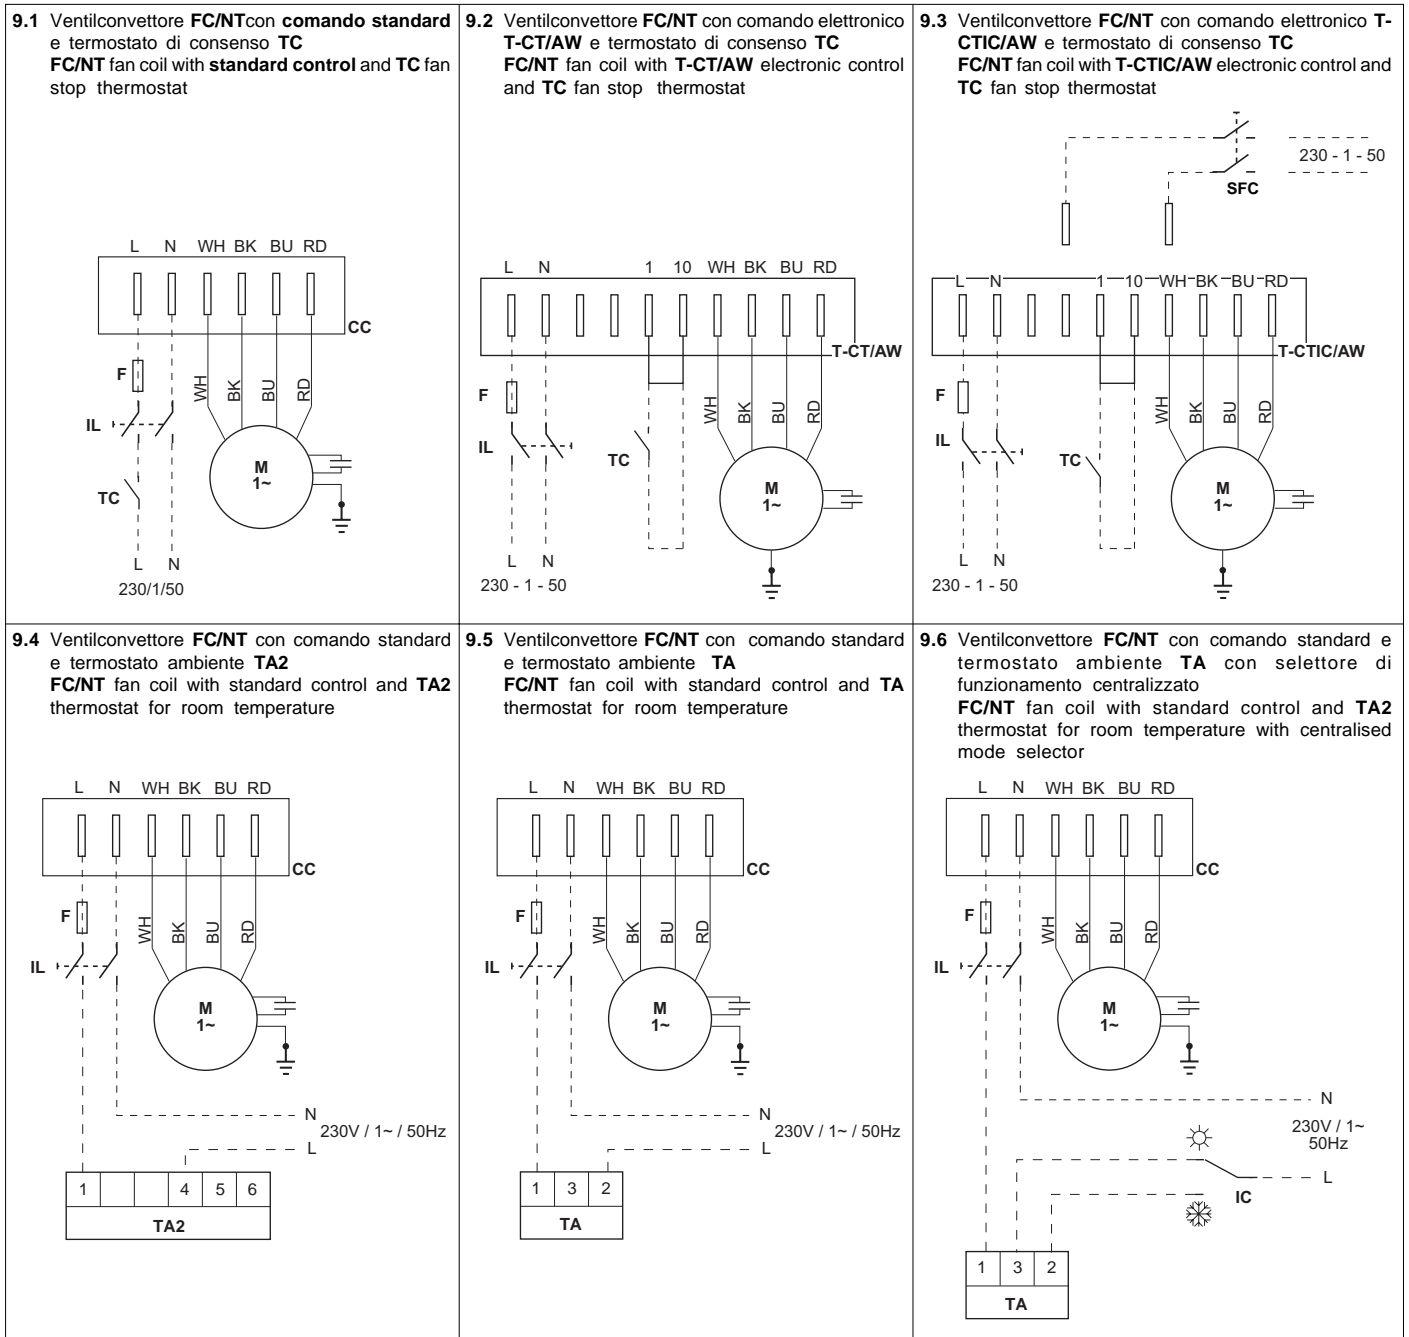 9.1 Ventilconvettore FC/NTcon comando standard
e termostato di consenso TC
FC/NT fan coil with standard control and TC fan
stop thermostat
L N WH BK BU RD
CC
F
WH BK BU RD
IL
M
1~
TC
L N
230/1/50
9.2 Ventilconvettore FC/NT con comando elettronico
T-CT/AW e termostato di consenso TC
FC/NT fan coil with T-CT/AW electronic control
and TC fan stop thermostat
L N 1 10 WH BK BU RD
T-CT/AW
F
WH BK BU RD
IL
TC
M
1~
L N
230 - 1 - 50
9.3 Ventilconvettore FC/NT con comando elettronico T-
CTIC/AW e termostato di consenso TC
FC/NT fan coil with T-CTIC/AW electronic control and
TC fan stop thermostat
230 - 1 - 50
SFC
L N 1 10 WH BK BU RD
T-CTIC/AW
F
WH BK BU RD
IL
TC
M
1~
L N
230 - 1 - 50
9.4 Ventilconvettore FC/NT con comando standard
e termostato ambiente TA2
FC/NT fan coil with standard control and TA2
thermostat for room temperature
L N WH BK BU RD
CC
F
WH BK BU RD
IL
M
1~
N
230V / 1~ / 50Hz
L
1 4 5 6
TA2
9.5 Ventilconvettore FC/NT con comando standard
e termostato ambiente TA
FC/NT fan coil with standard control and TA
thermostat for room temperature
L N WH BK BU RD
CC
F
WH BK BU RD
IL
M
1~
N
230V / 1~ / 50Hz
L
1 3 2
TA
9.6 Ventilconvettore FC/NT con comando standard e
termostato ambiente TA con selettore di
funzionamento centralizzato
FC/NT fan coil with standard control and TA2
thermostat for room temperature with centralised
mode selector
L N WH BK BU RD
CC
F
WH BK BU RD
IL
M
1~
N
230V / 1~
50Hz
L
IC
1 3 2
TA